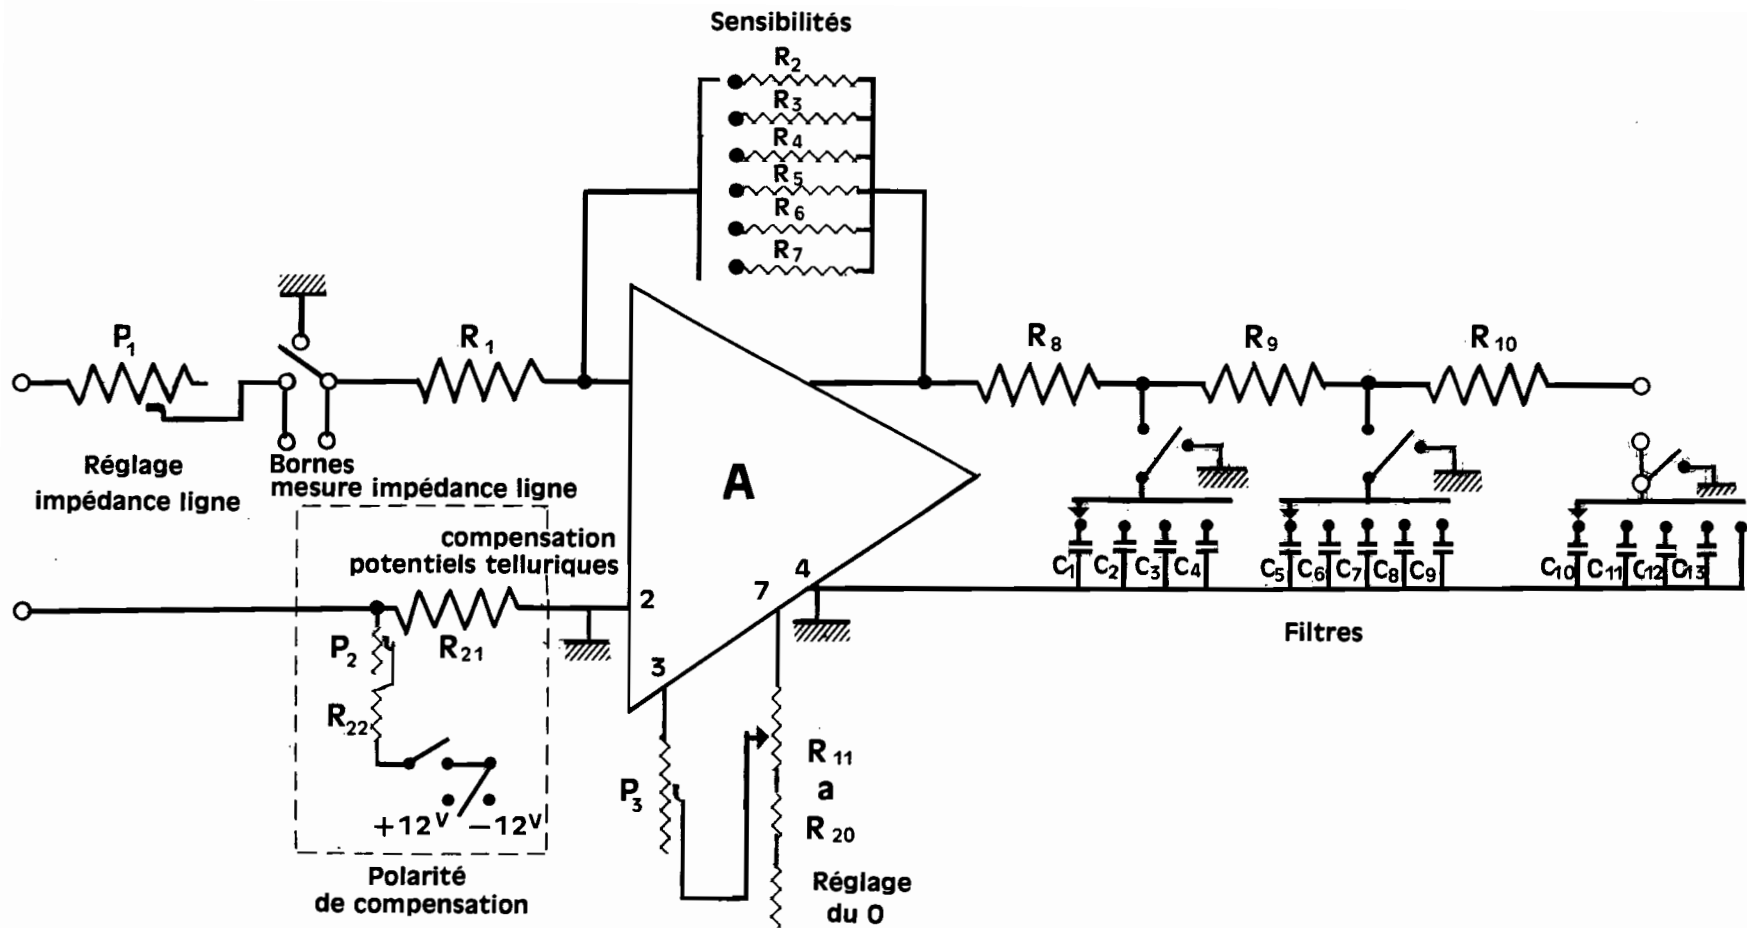 Sensibilités
R2
R3
R4
R5
R6
R7
P1
R1
R8
R9
R10
Réglage
impédance ligne
Bornes
mesure impédance ligne
A
compensation
potentiels telluriques
2
4
7
3
C1 C2 C3 C4
C5 C6 C7 C8 C9
C10 C11 C12 C13
Filtres
P2
R21
R22
+12V −12V
P3
R11
a
R20
Polarité
de compensation
Réglage
du 0